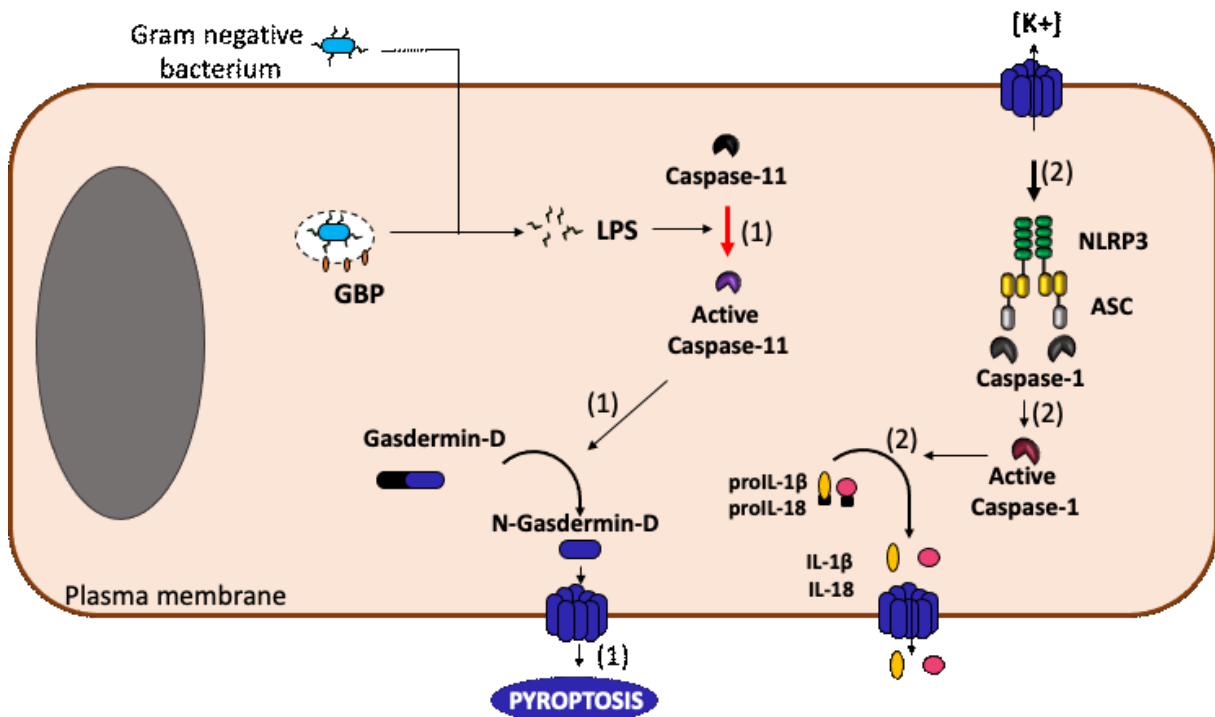 Gram negative
bacterium
[K+]
Caspase-11
(2)
LPS
(1)
NLRP3
GBP
Active
Caspase-11
ASC
Caspase-1
(1)
(2)
Gasdermin-D
(2)
Active
Caspase-1
proIL-1β
proIL-18
N-Gasdermin-D
IL-1β
IL-18
Plasma membrane
(1)
PYROPTOSIS